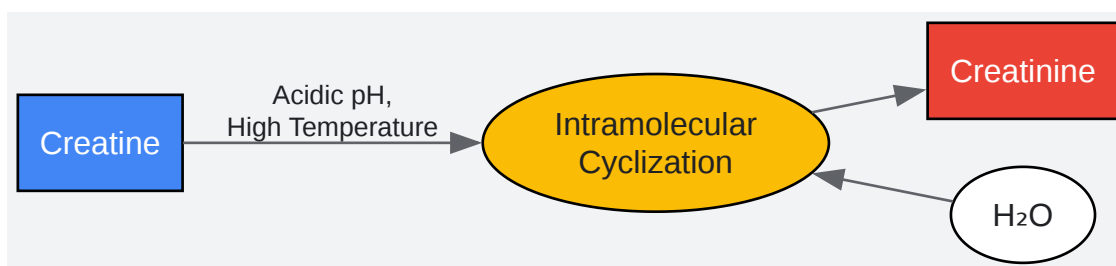 Creatine
Acidic pH,
High Temperature
Intramolecular
Cyclization
Creatinine
H₂O